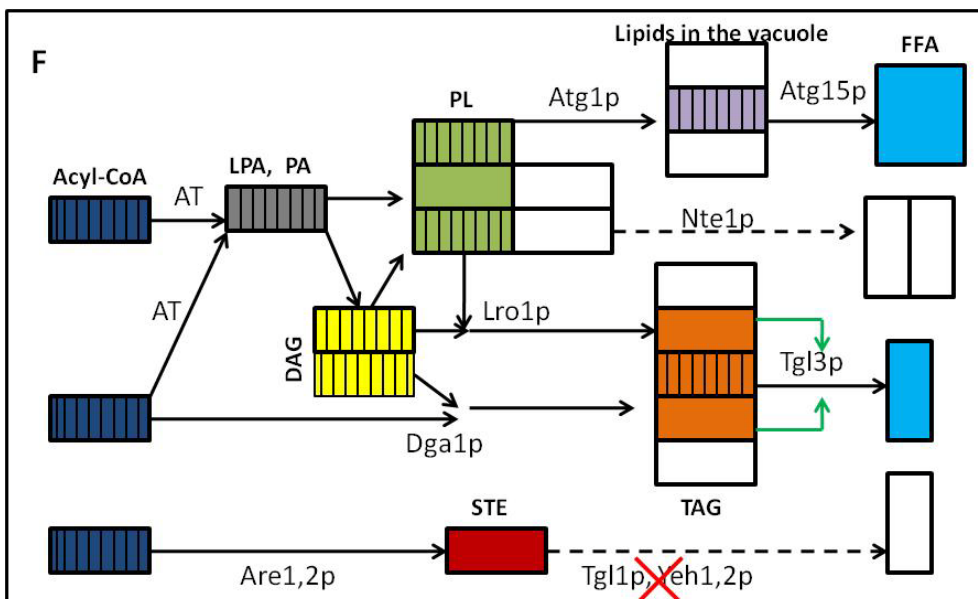 F
Lipids in the vacuole
FFA
PL
Atg1p
Atg15p
Acyl-CoA
LPA, PA
AT
Nte1p
AT
DAG
Lro1p
Tgl3p
Dga1p
STE
TAG
Are1,2p
Tgl1p, Yeh1,2p